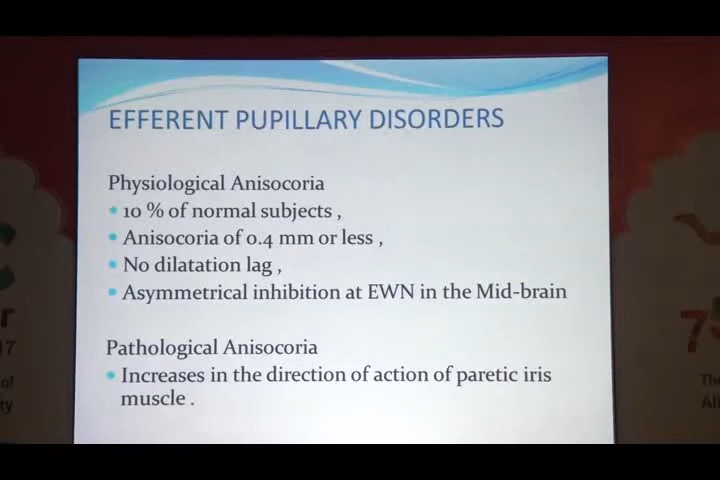 EFFERENT PUPILLARY DISORDERS
Physiological Anisocoria
10 % of normal subjects ,
Anisocoria of 0.4 mm or less ,
No dilatation lag ,
Asymmetrical inhibition at EWN in the Mid-brain
Pathological Anisocoria
Increases in the direction of action of paretic iris
muscle .